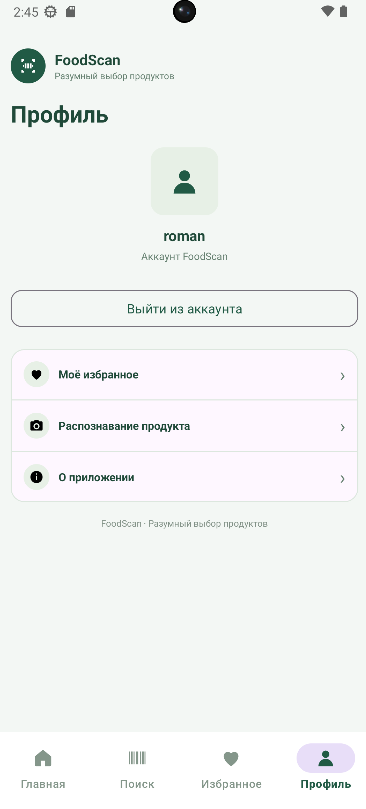 2:45
FoodScan
Разумный выбор продуктов
Профиль
roman
Аккаунт FoodScan
Выйти из аккаунта
Моё избранное
Распознавание продукта
О приложении
FoodScan · Разумный выбор продуктов
Главная
Поиск
Избранное
Профиль